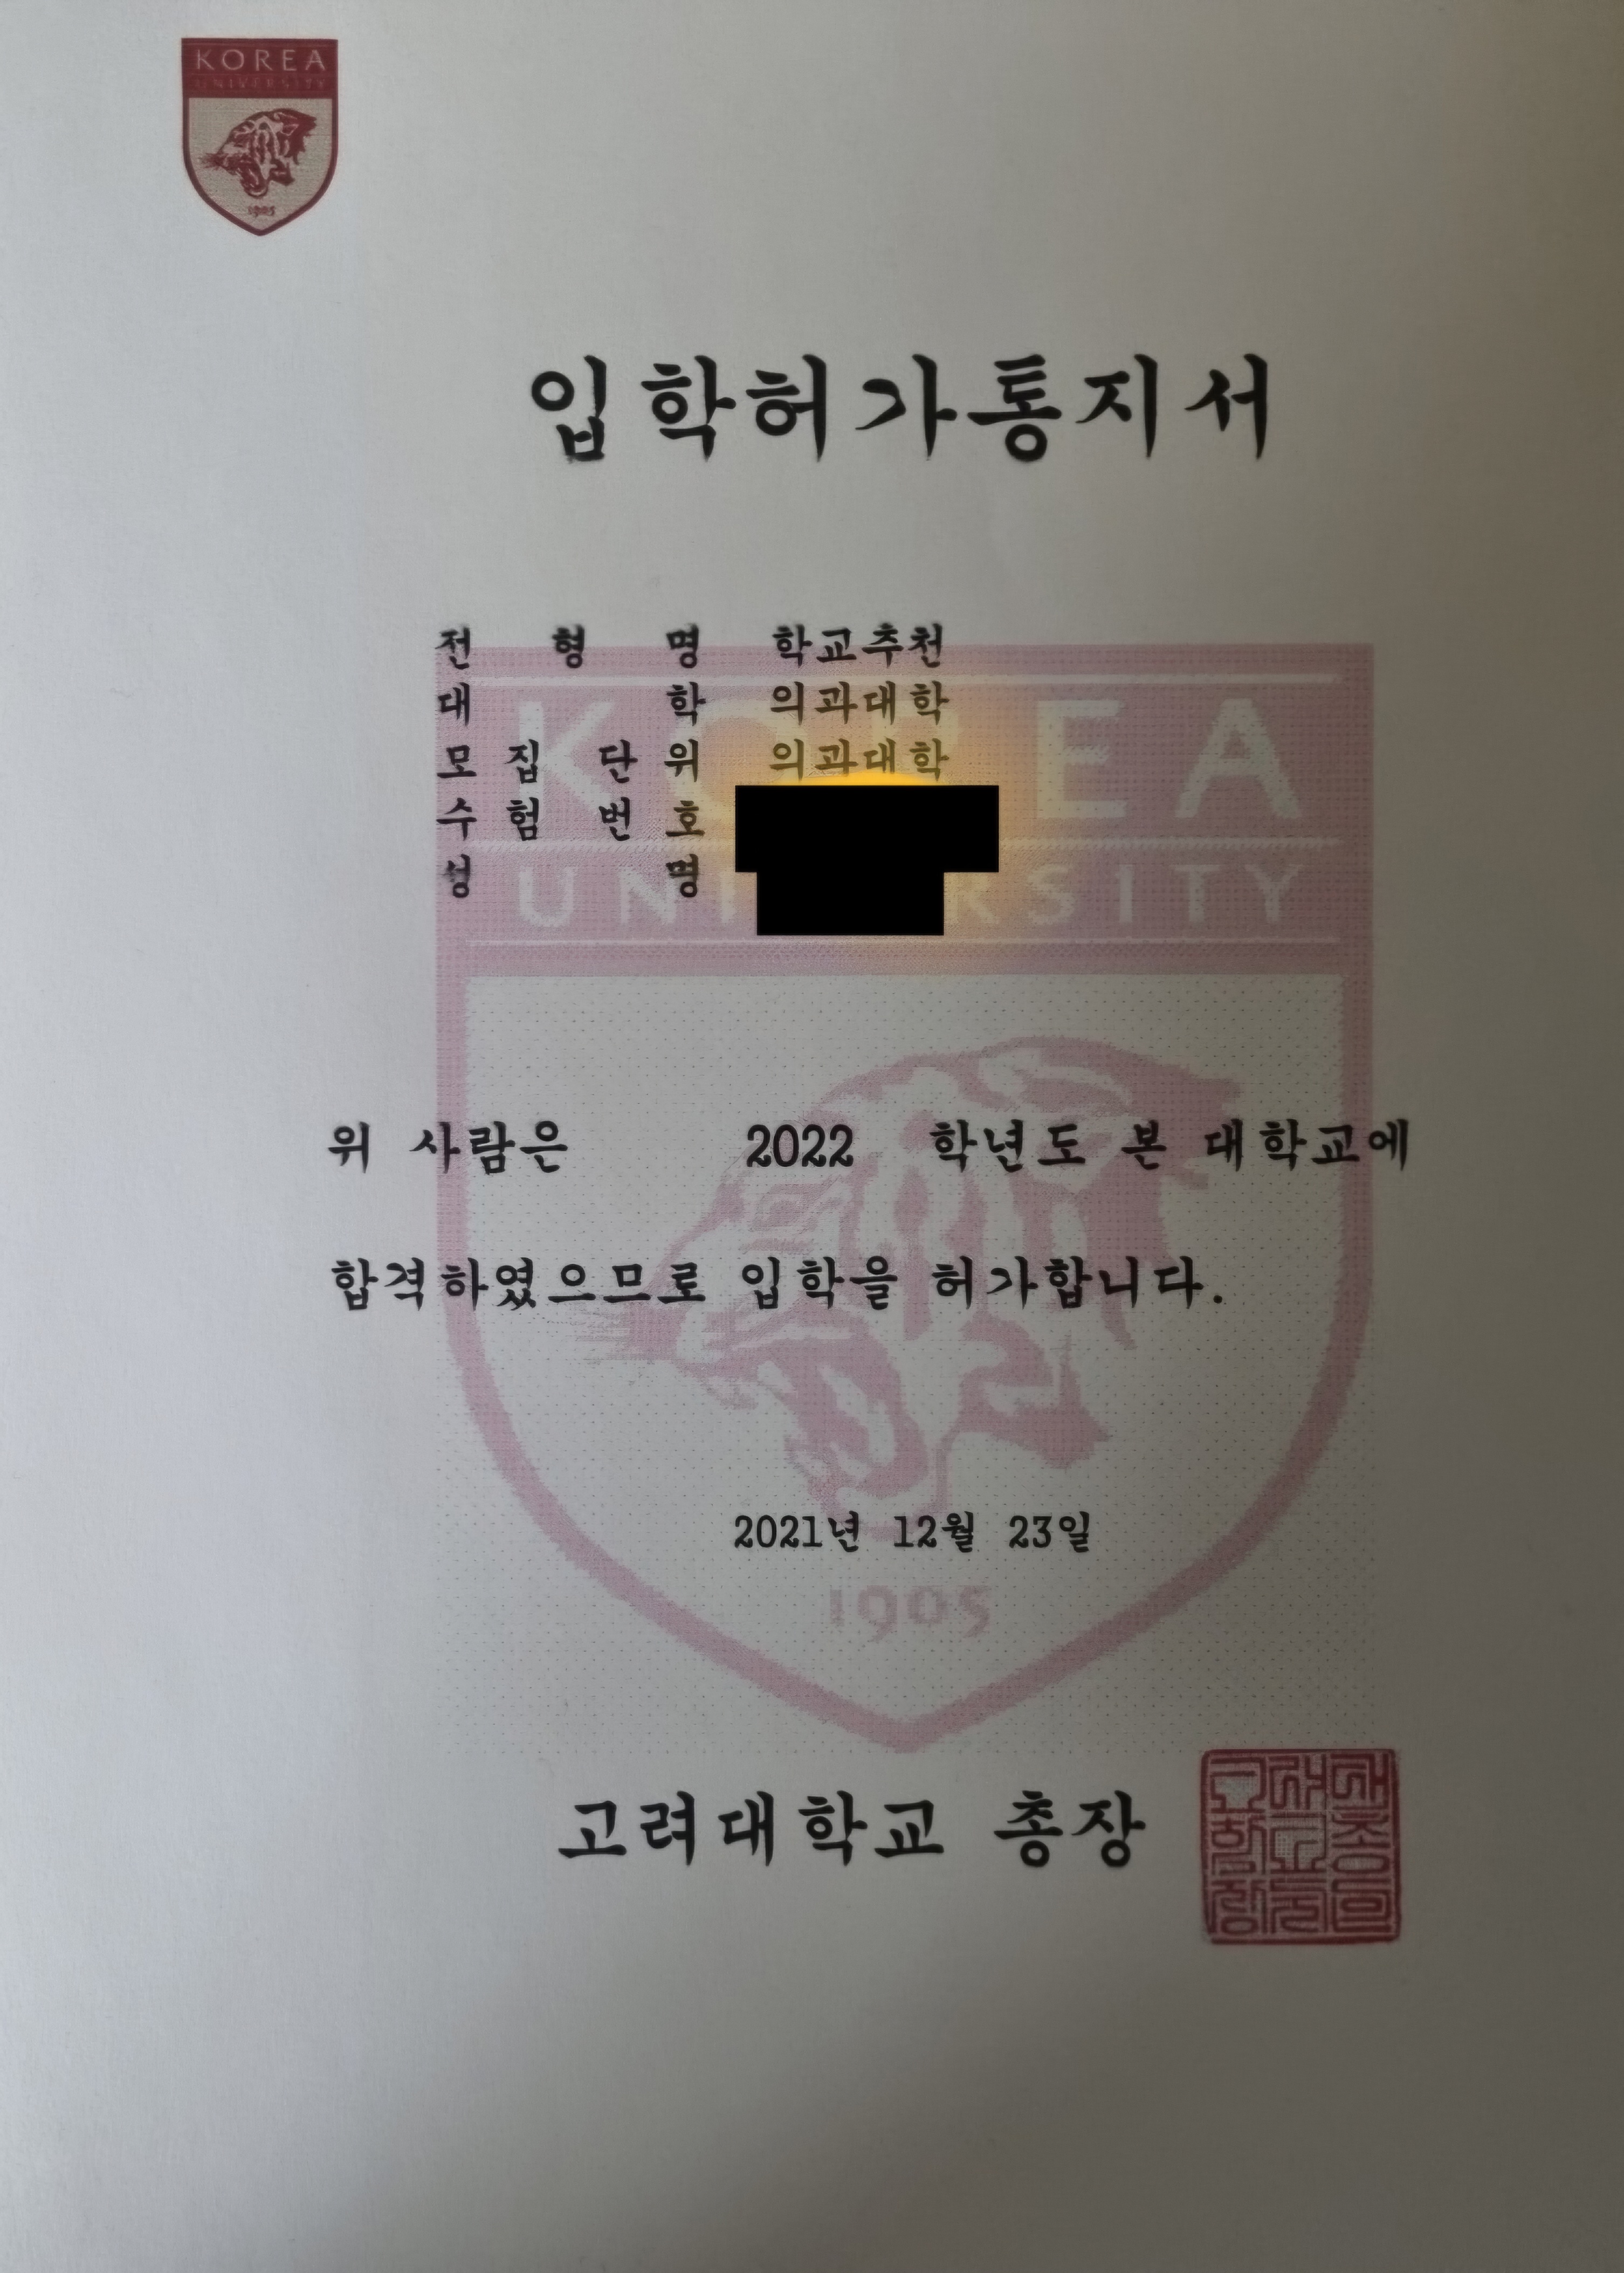 KOREA
UNIVERSITY
1905
입학허가통지서
전 형 명 학교추천
대 학 의과대학
모집 단위 의과대학
수험 번호
성 명
KOREA
UNIVERSITY
위 사람은 2022 학년도 본 대학교에
합격하였으므로 입학을 허가합니다.
2021년 12월 23일
1905
고려대학교 총장